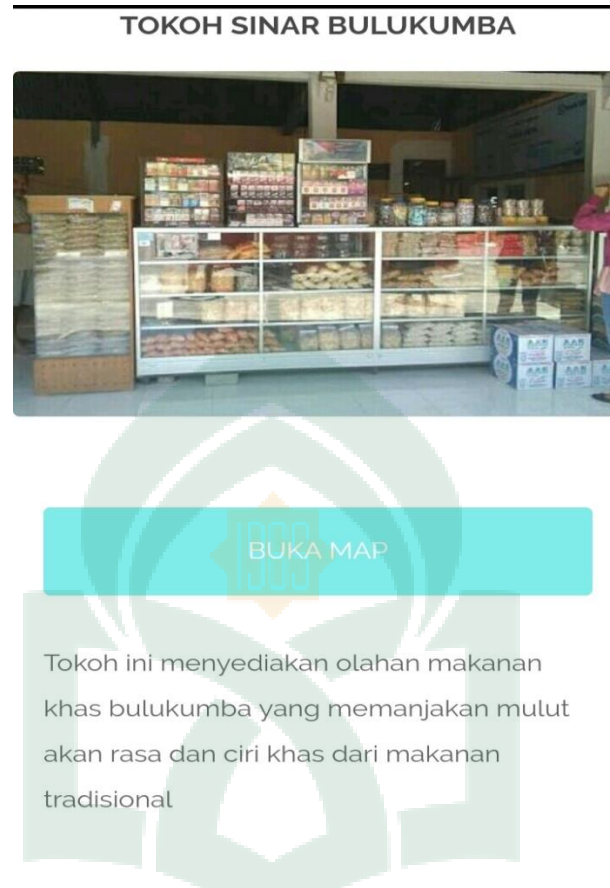 TOKOH SINAR BULUKUMBA
BUKA MAP
Tokoh ini menyediakan olahan makanan
khas bulukumba yang memanjakan mulut
akan rasa dan ciri khas dari makanan
tradisional